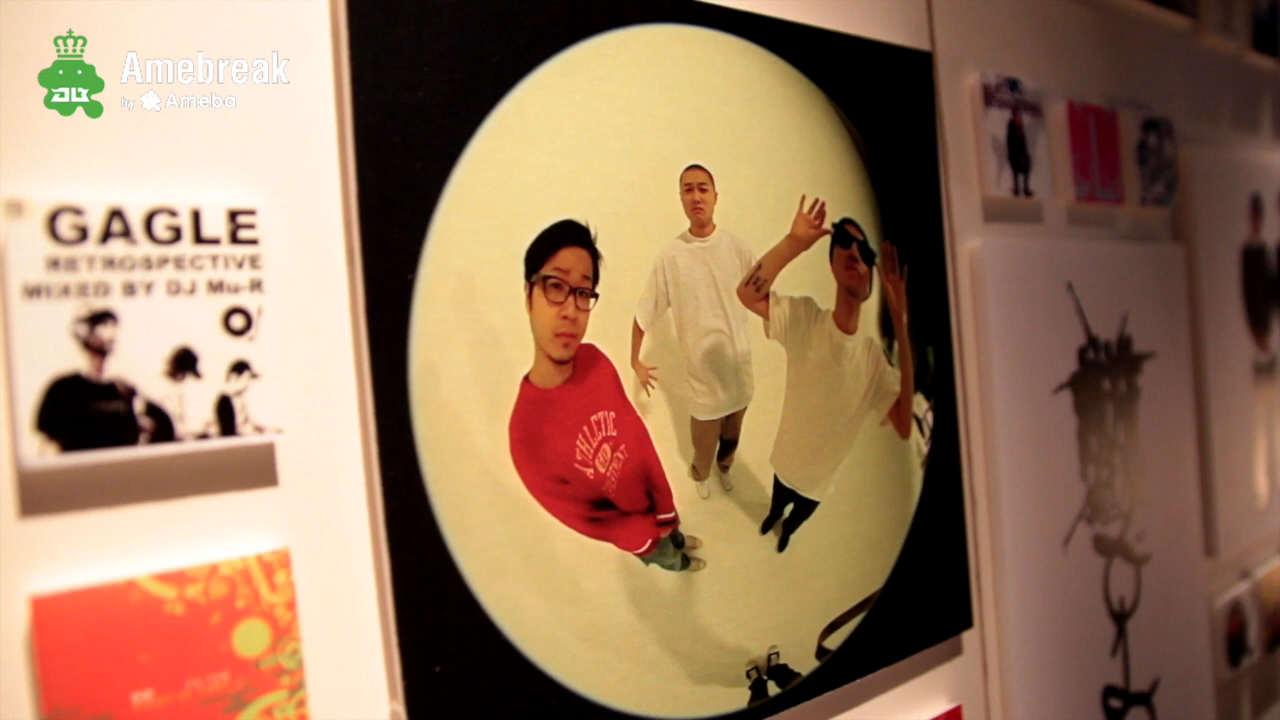 Amebreak
by Ameba
GAGLE
RETROSPECTIVE
MIXED BY DJ Mu-R
ATHLETIC